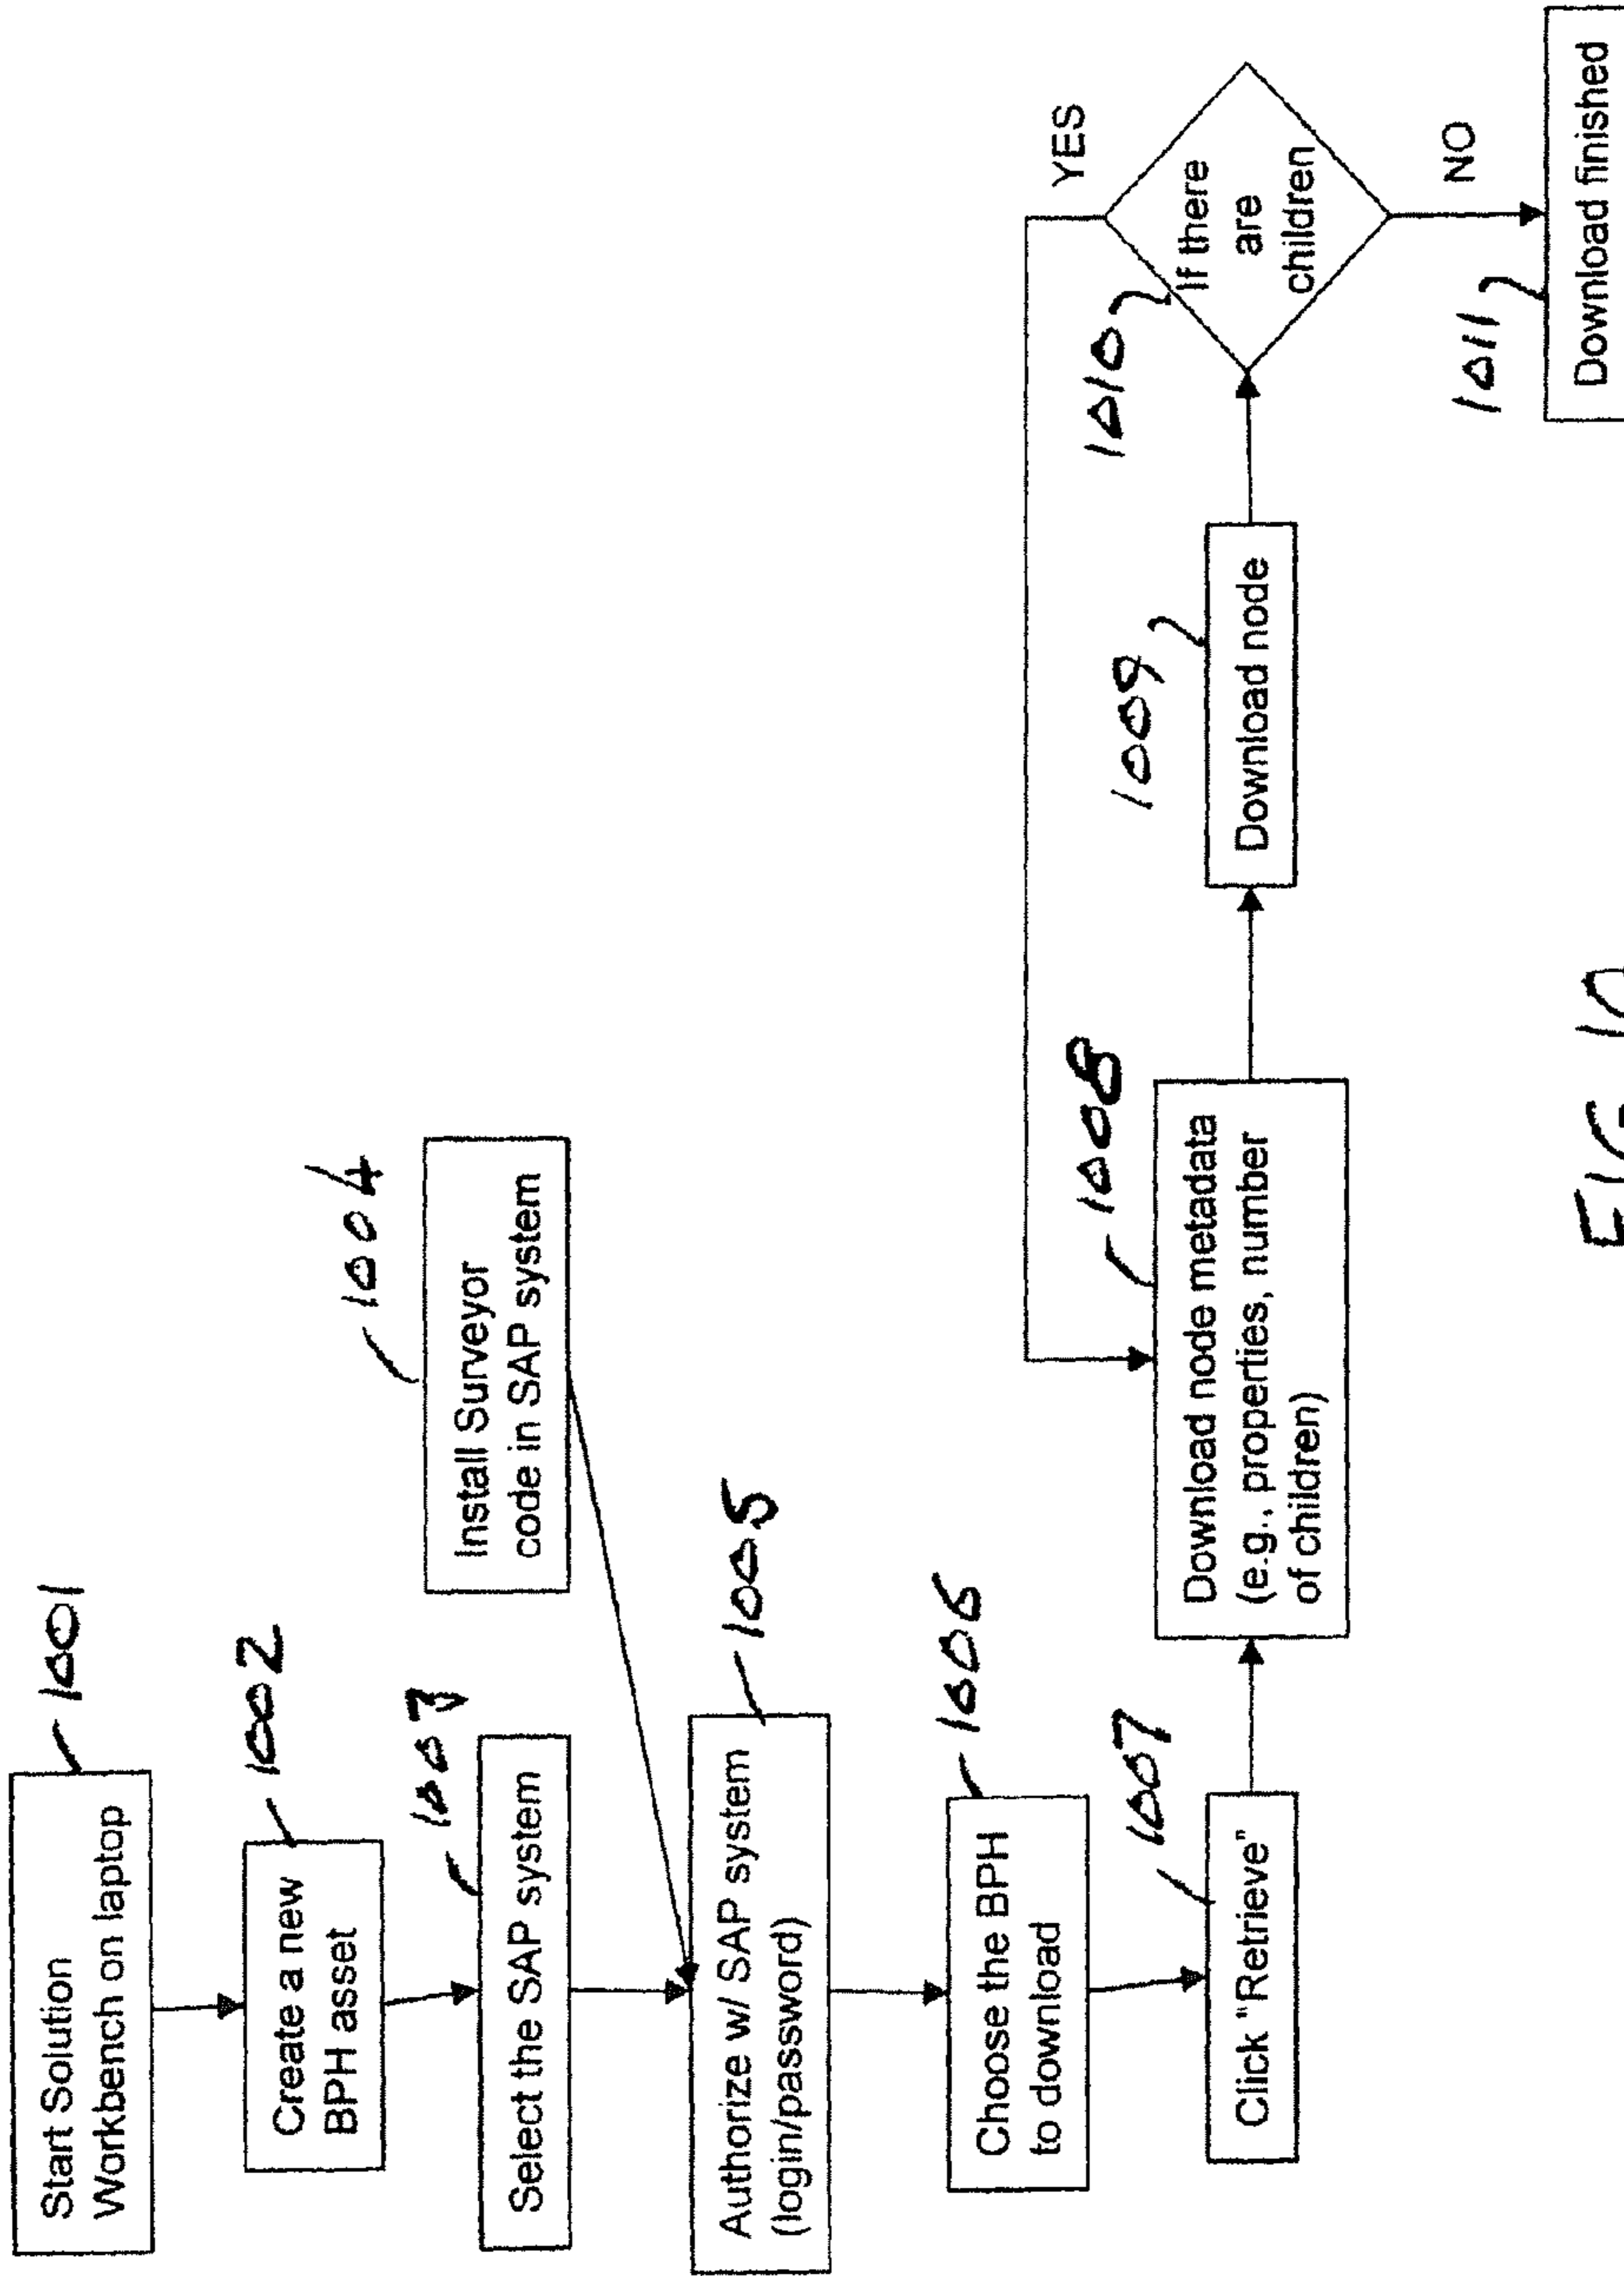 Start Solution
Workbench on laptop
1001
Create a new
BPH asset
1002
Select the SAP system
1003
Install Surveyor
code in SAP system
1004
Authorize w/ SAP system
(login/password)
1005
Choose the BPH
to download
1006
Click "Retrieve"
1007
Download node metadata
(e.g., properties, number
of children)
1008
Download node
1009
If there
are
children
1010
YES
NO
Download finished
1011
FIG 10